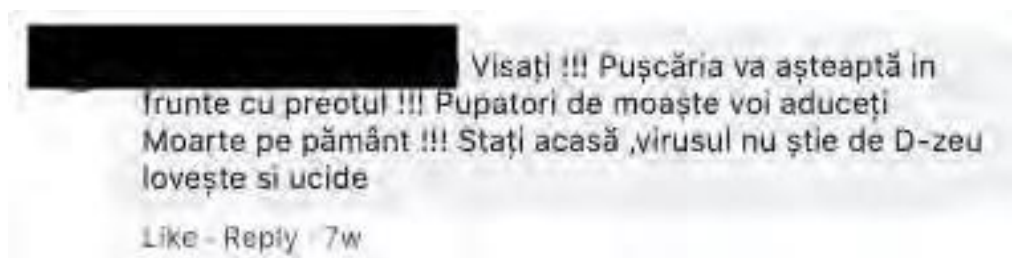 Visați !!! Pușcăria va așteaptă in
frunte cu preotul !!! Pupatori de moaște voi aduceți
Moarte pe pământ !!! Stați acasă ,virusul nu știe de D-zeu
lovește si ucide
Like - Reply · 7w